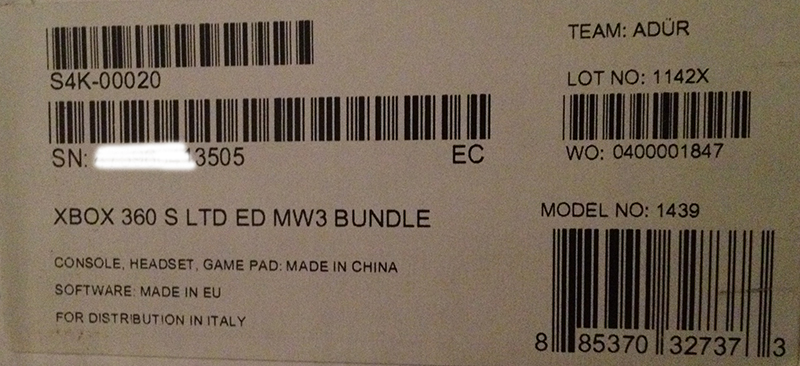 S4K-00020
SN: 13505 EC
XBOX 360 S LTD ED MW3 BUNDLE
CONSOLE, HEADSET, GAME PAD: MADE IN CHINA
SOFTWARE: MADE IN EU
FOR DISTRIBUTION IN ITALY
TEAM: ADÜR
LOT NO: 1142X
WO: 0400001847
MODEL NO: 1439
8 85370 32737 3